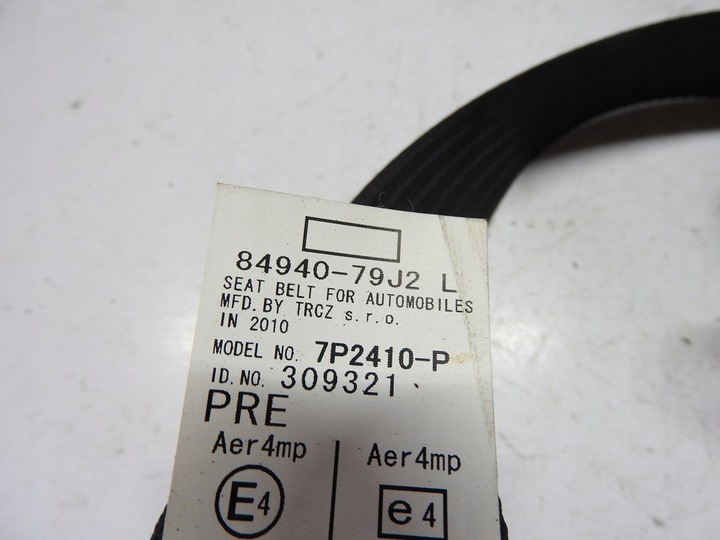 84940-79J2 L
SEAT BELT FOR AUTOMOBILES
MFD. BY TRCZ s.r.o.
IN 2010
MODEL NO. 7P2410-P
ID.NO. 309321
PRE
Aer4mp Aer4mp
E4 e4